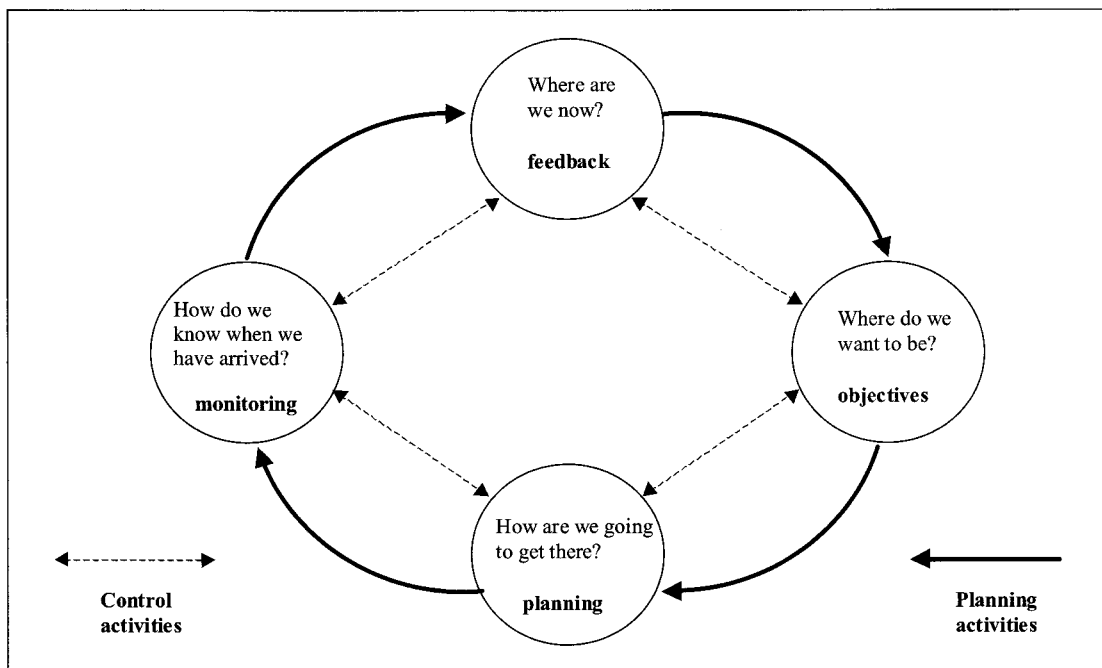 Where are
we now?
feedback
How do we
know when we
have arrived?
monitoring
Where do we
want to be?
objectives
How are we going
to get there?
planning
Control
activities
Planning
activities